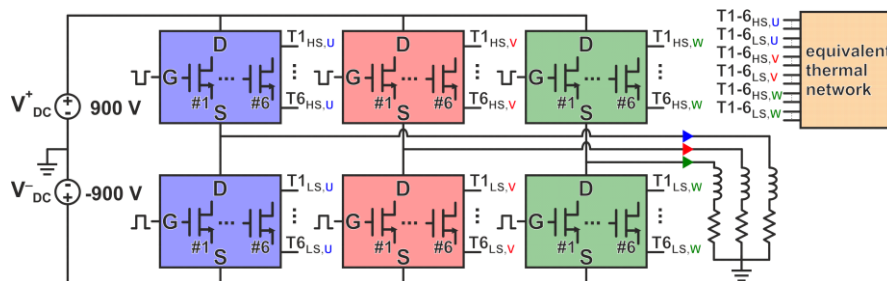 D
T1HS,U
D
T1HS,V
D
T1HS,W
G
#1
...
#6
G
#1
...
#6
G
#1
...
#6
S
T6HS,U
S
T6HS,V
S
T6HS,W
V+DC
900 V
V–DC
-900 V
D
T1LS,U
D
T1LS,V
D
T1LS,W
G
#1
...
#6
G
#1
...
#6
G
#1
...
#6
S
T6LS,U
S
T6LS,V
S
T6LS,W
T1-6HS,U
T1-6LS,U
T1-6HS,V
T1-6LS,V
T1-6HS,W
T1-6LS,W
equivalent
thermal
network